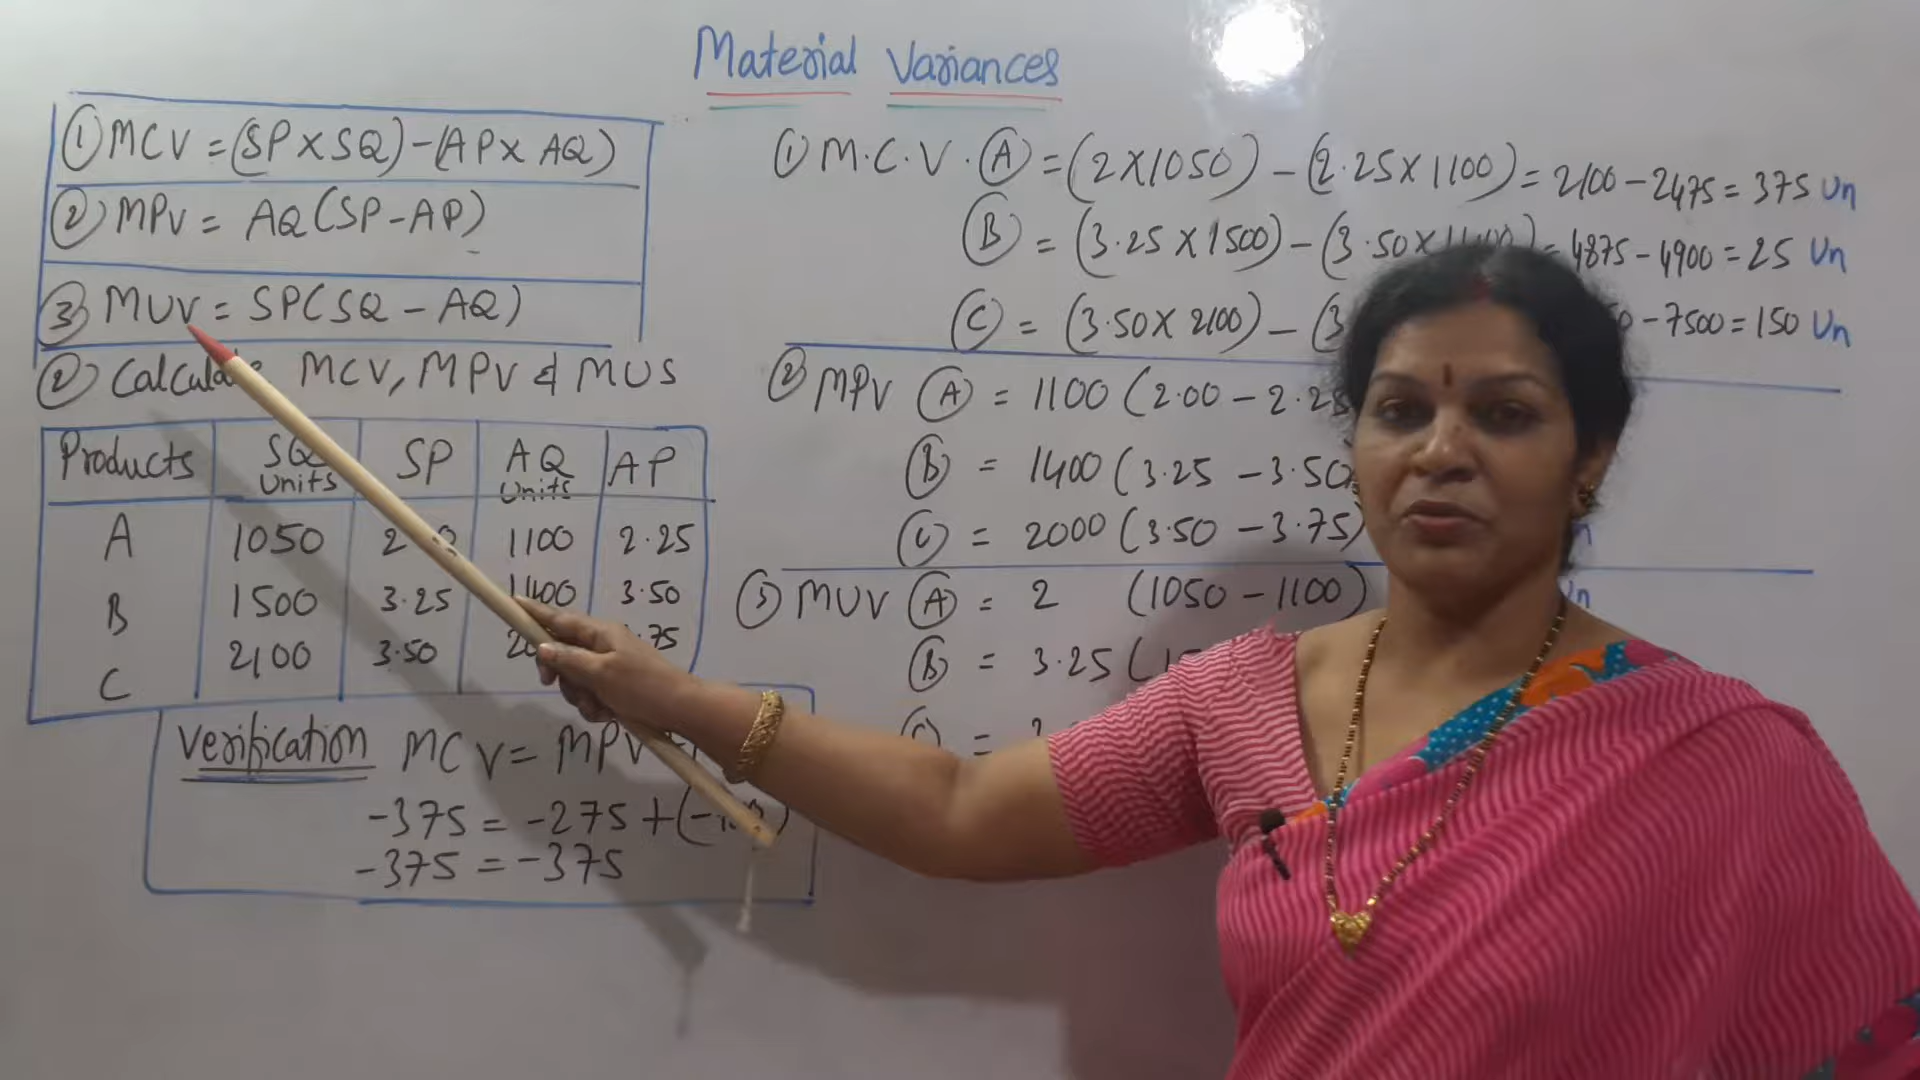 Material Variances
① MCV = (SP X SQ) - (AP X AQ)
② MPV = AQ (SP - AP)
③ MUV = SP (SQ - AQ)
② Calculate MCV, MPV & MUS
Products SQ Units SP AQ Units AP
A 1050 1100 2.25
B 1500 3.25 1400 3.50
C 2100 3.50
Verification MCV = MPV
-375 = -275 + (-
-375 = -375
① M.C.V. Ⓐ = (2 X 1050) - (2.25 X 1100) = 2100 - 2475 = 375 Un
Ⓑ = (3.25 X 1500) - (3.50 X = 4875 - 4900 = 25 Un
Ⓒ = (3.50 X 2100) - - 7500 = 150 Un
② MPV Ⓐ = 1100 (2.00 - 2.25
Ⓑ = 1400 (3.25 - 3.50
Ⓒ = 2000 (3.50 - 3.75)
③ MUV Ⓐ = 2 (1050 - 1100)
Ⓑ = 3.25 (